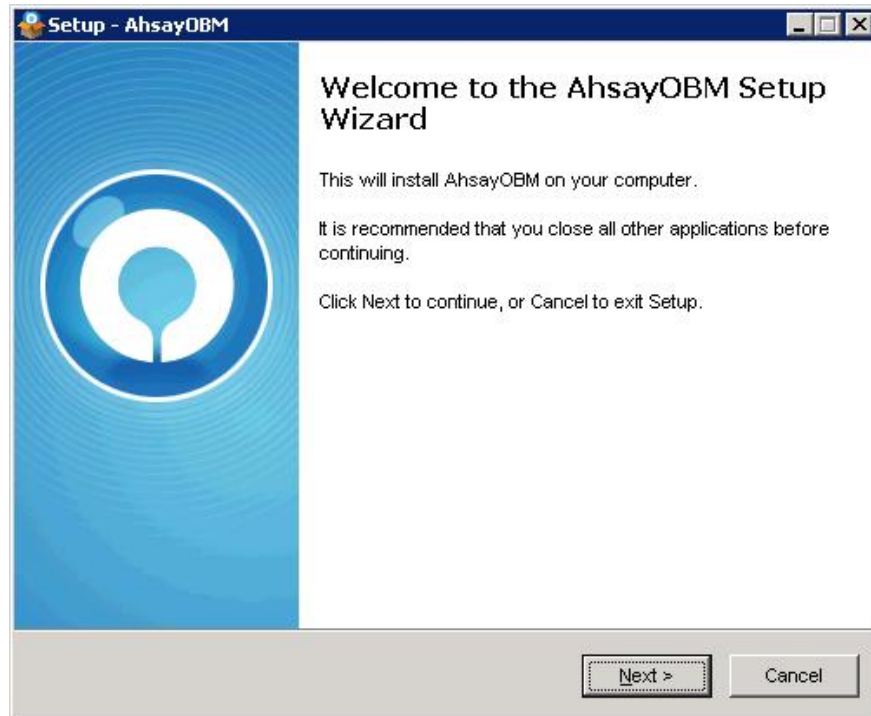 Setup - AhsayOBM
Welcome to the AhsayOBM Setup
Wizard
This will install AhsayOBM on your computer.
It is recommended that you close all other applications before
continuing.
Click Next to continue, or Cancel to exit Setup.
Next >
Cancel